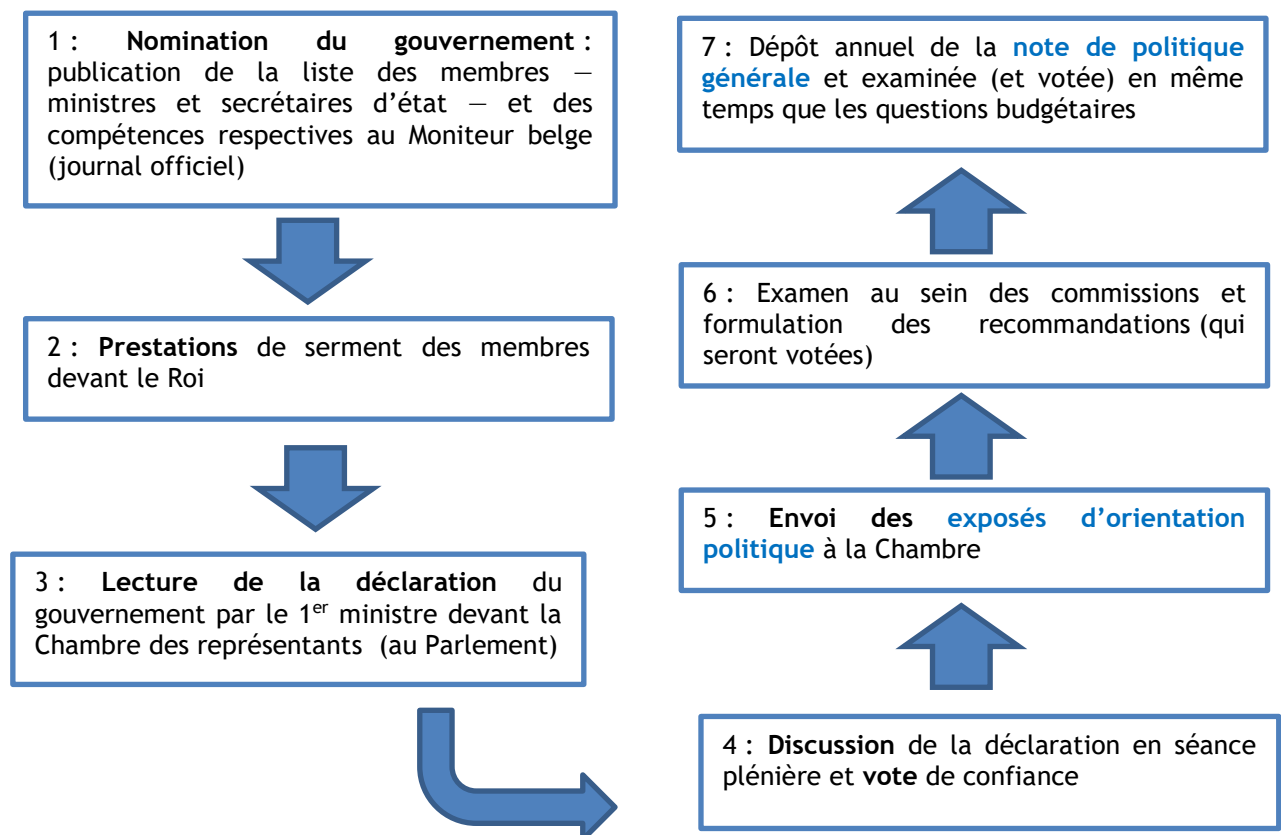 1 : Nomination du gouvernement :
publication de la liste des membres —
ministres et secrétaires d’état — et des
compétences respectives au Moniteur belge
(journal officiel)
2 : Prestations de serment des membres
devant le Roi
3 : Lecture de la déclaration du
gouvernement par le 1er ministre devant la
Chambre des représentants (au Parlement)
4 : Discussion de la déclaration en séance
plénière et vote de confiance
5 : Envoi des exposés d’orientation
politique à la Chambre
6 : Examen au sein des commissions et
formulation des recommandations (qui
seront votées)
7 : Dépôt annuel de la note de politique
générale et examinée (et votée) en même
temps que les questions budgétaires